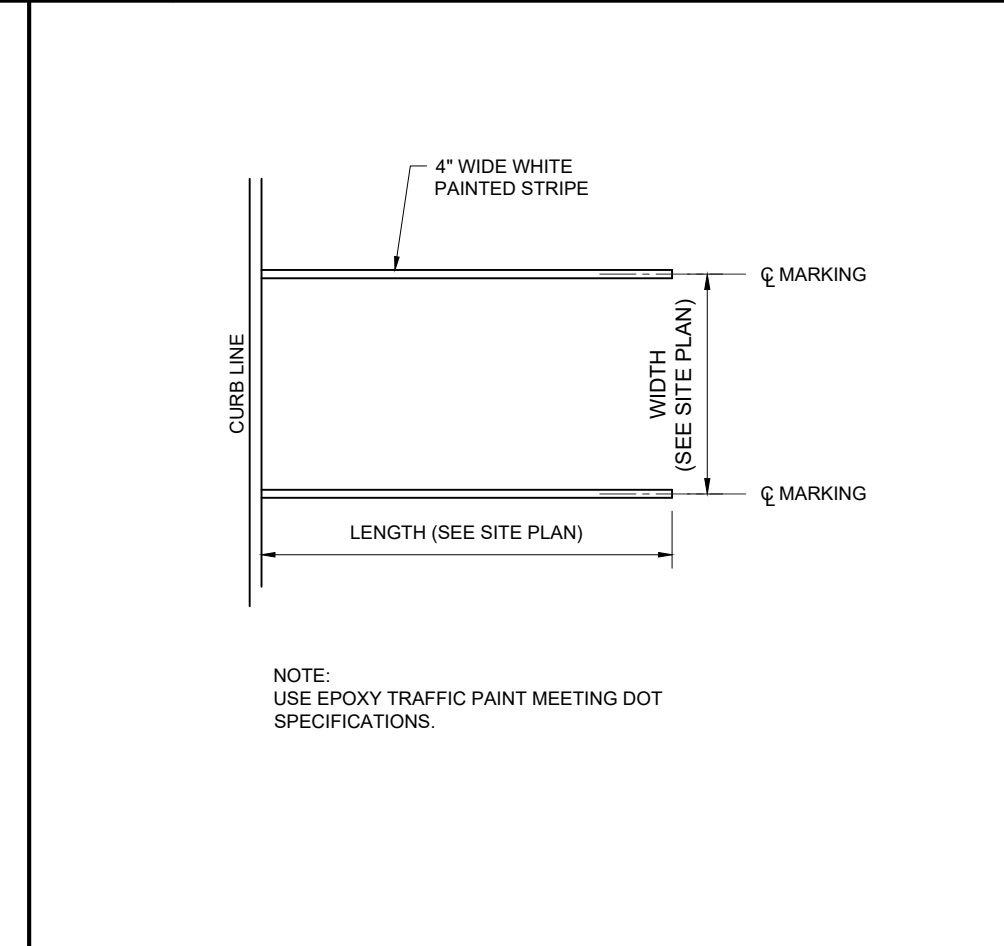 4" WIDE WHITE
PAINTED STRIPE
℄ MARKING
CURB LINE
WIDTH
(SEE SITE PLAN)
℄ MARKING
LENGTH (SEE SITE PLAN)
NOTE:
USE EPOXY TRAFFIC PAINT MEETING DOT
SPECIFICATIONS.